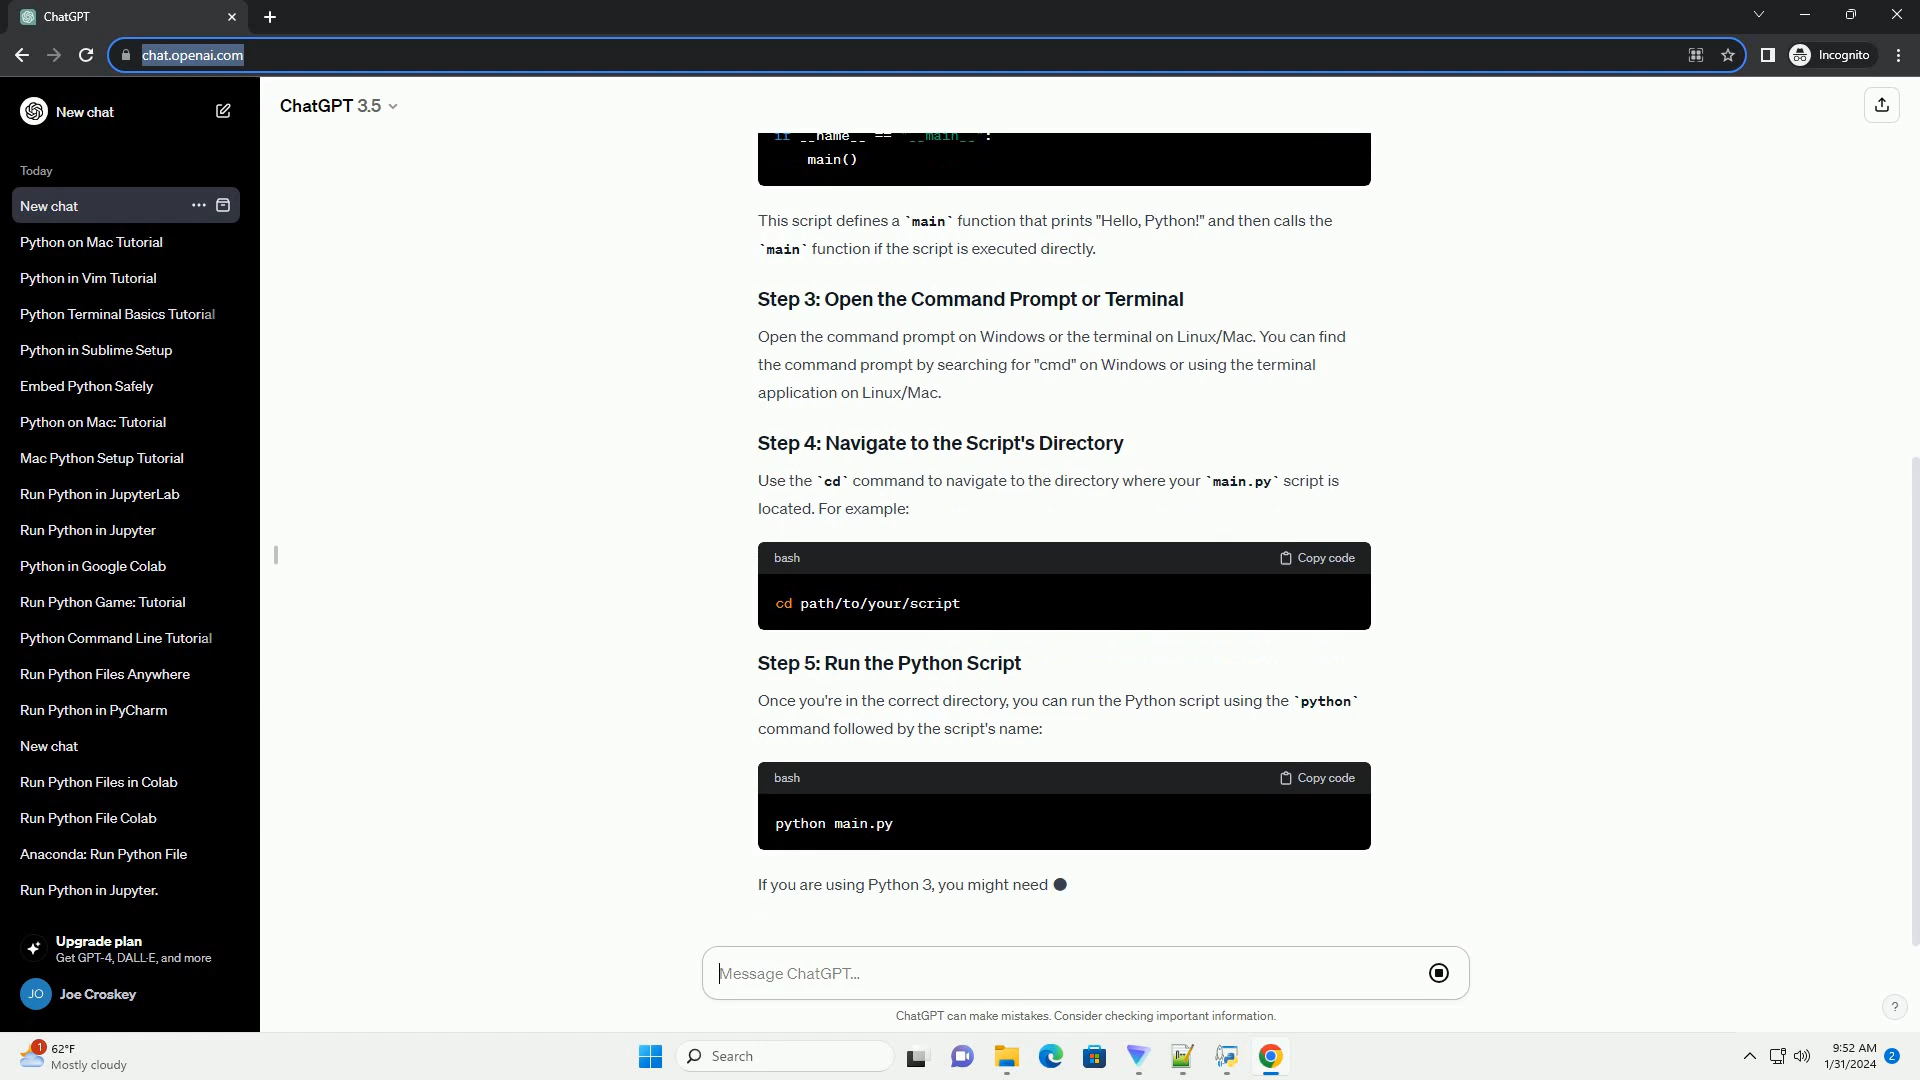 ChatGPT
chat.openai.com
Incognito
New chat
ChatGPT 3.5
Today
New chat
Python on Mac Tutorial
Python in Vim Tutorial
Python Terminal Basics Tutorial
Python in Sublime Setup
Embed Python Safely
Python on Mac: Tutorial
Mac Python Setup Tutorial
Run Python in JupyterLab
Run Python in Jupyter
Python in Google Colab
Run Python Game: Tutorial
Python Command Line Tutorial
Run Python Files Anywhere
Run Python in PyCharm
New chat
Run Python Files in Colab
Run Python File Colab
Anaconda: Run Python File
Run Python in Jupyter.
Upgrade plan
Get GPT-4, DALL·E, and more
JO Joe Croskey
if __name__ == "__main__":
main()
This script defines a `main` function that prints "Hello, Python!" and then calls the
`main` function if the script is executed directly.
Step 3: Open the Command Prompt or Terminal
Open the command prompt on Windows or the terminal on Linux/Mac. You can find
the command prompt by searching for "cmd" on Windows or using the terminal
application on Linux/Mac.
Step 4: Navigate to the Script's Directory
Use the `cd` command to navigate to the directory where your `main.py` script is
located. For example:
bash Copy code
cd path/to/your/script
Step 5: Run the Python Script
Once you're in the correct directory, you can run the Python script using the `python`
command followed by the script's name:
bash Copy code
python main.py
If you are using Python 3, you might need
Message ChatGPT...
ChatGPT can make mistakes. Consider checking important information.
?
1
62°F
Mostly cloudy
Search
9:52 AM
1/31/2024
2